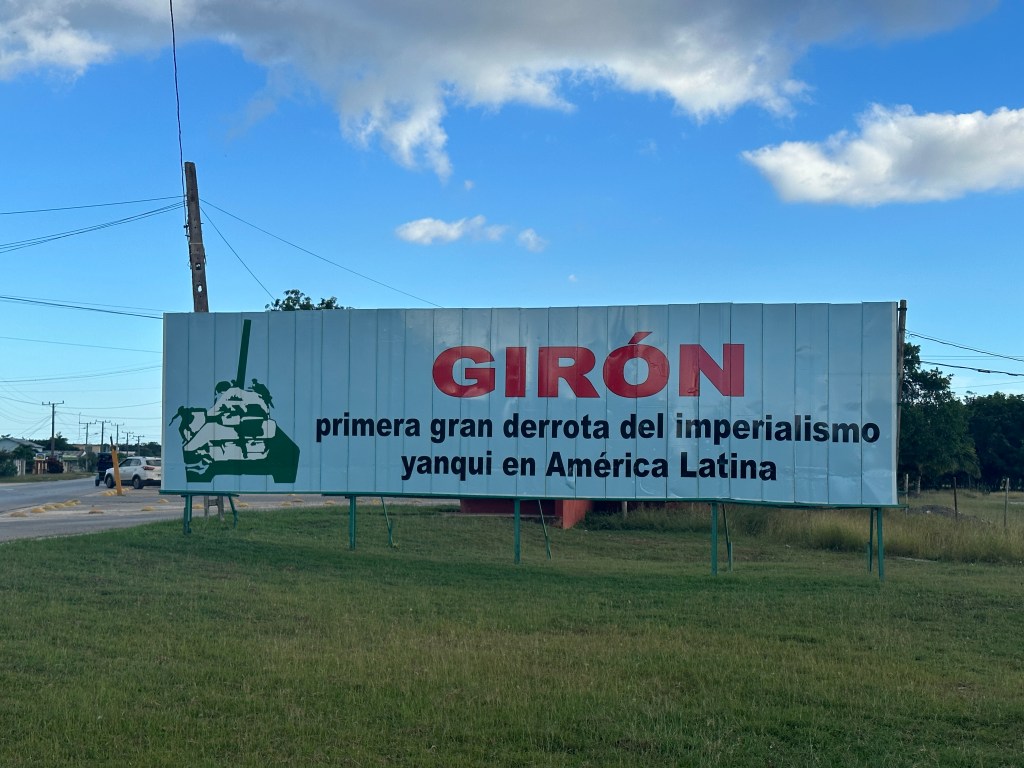 GIRÓN
primera gran derrota del imperialismo
yanqui en América Latina